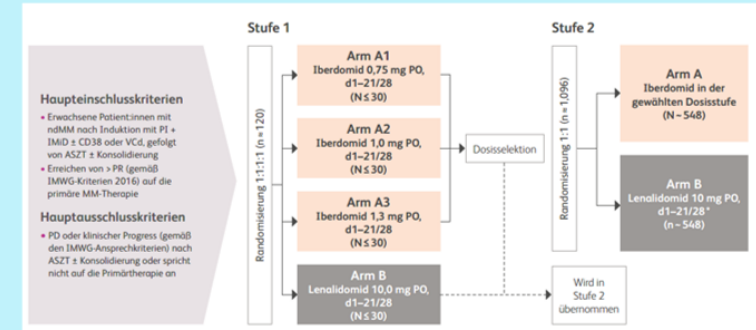 Stufe 1
Stufe 2
Haupteinschlusskriterien
• Erwachsene Patient:innen mit
ndMM nach Induktion mit PI +
IMiD ± CD38 oder VCd, gefolgt
von ASZT ± Konsolidierung
• Erreichen von > PR (gemäß
IMWG-Kriterien 2016) auf die
primäre MM-Therapie
Hauptausschlusskriterien
• PD oder klinischer Progress (gemäß
den IMWG-Ansprechkriterien) nach
ASZT ± Konsolidierung oder spricht
nicht auf die Primärtherapie an
Randomisierung 1:1:1:1 (n=120)
Arm A1
Iberdomid 0,75 mg PO,
d1–21/28
(N ≤ 30)
Arm A2
Iberdomid 1,0 mg PO,
d1–21/28
(N ≤ 30)
Arm A3
Iberdomid 1,3 mg PO,
d1–21/28
(N ≤ 30)
Arm B
Lenalidomid 10,0 mg PO,
d1–21/28
(N ≤ 30)
Dosisselektion
Randomisierung 1:1 (n=1,096)
Arm A
Iberdomid in der
gewählten Dosisstufe
(N ~ 548)
Arm B
Lenalidomid 10 mg PO,
d1–21/28*
(n ~ 548)
Wird in
Stufe 2
übernommen